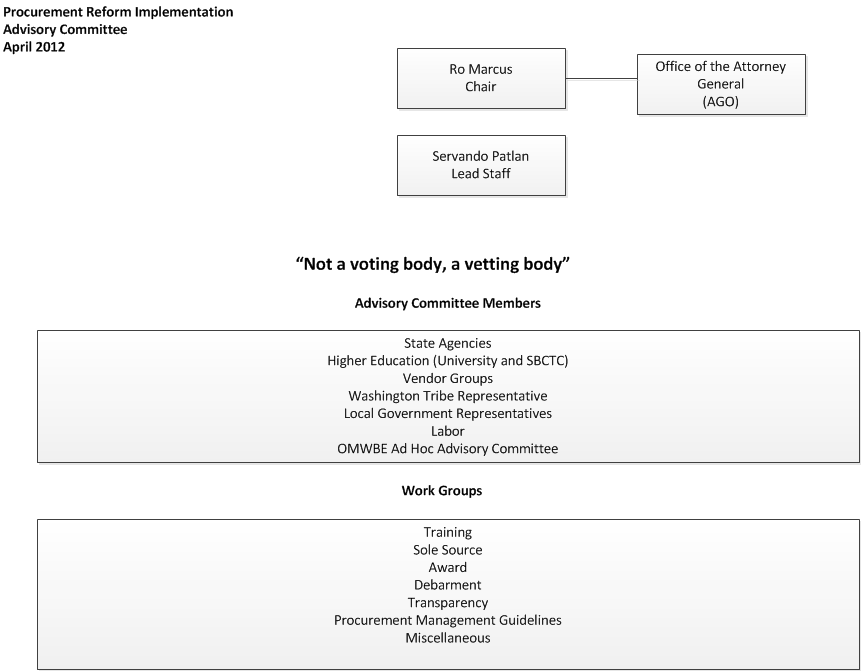 Procurement Reform Implementation
Advisory Committee
April 2012
Ro Marcus
Chair
Office of the Attorney
General
(AGO)
Servando Patlan
Lead Staff
“Not a voting body, a vetting body”
Advisory Committee Members
State Agencies
Higher Education (University and SBCTC)
Vendor Groups
Washington Tribe Representative
Local Government Representatives
Labor
OMWBE Ad Hoc Advisory Committee
Work Groups
Training
Sole Source
Award
Debarment
Transparency
Procurement Management Guidelines
Miscellaneous